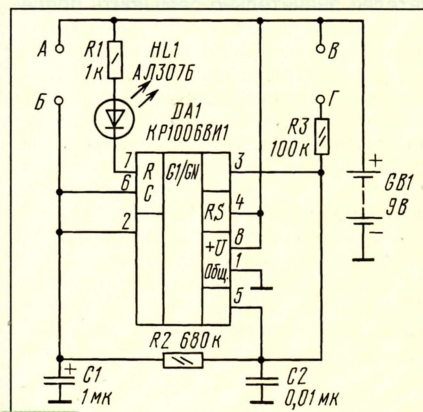 А
R1
1к
HL1
АЛ307Б
В
Б
Г
DA1
КР1006ВИ1
R3
100к
7
R
G1/GN
3
6
C
R,S
4
+
GB1
9В
−
2
+U
8
Общ.
1
5
R2 680к
+
C1
1мк
C2
0,01мк